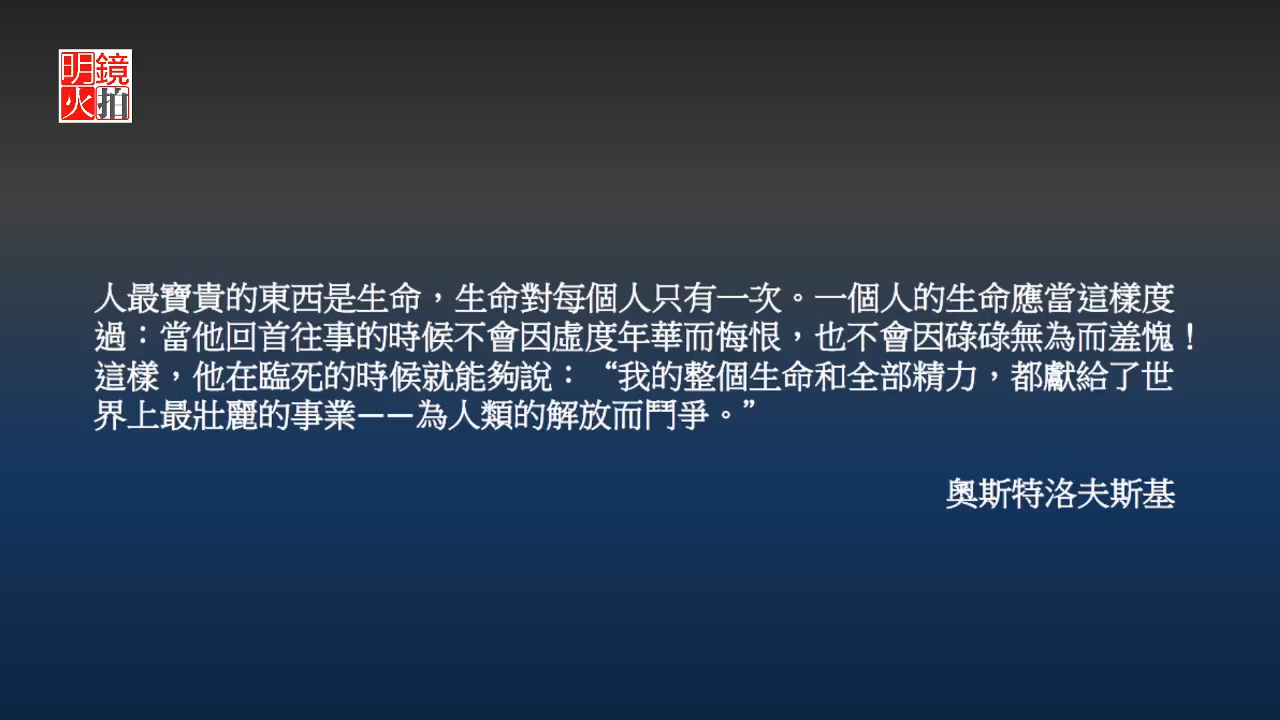 明鏡
火拍
人最寶貴的東西是生命，生命對每個人只有一次。一個人的生命應當這樣度
過：當他回首往事的時候不會因虛度年華而悔恨，也不會因碌碌無為而羞愧！
這樣，他在臨死的時候就能夠說：“我的整個生命和全部精力，都獻給了世
界上最壯麗的事業——為人類的解放而鬥爭。”
奧斯特洛夫斯基